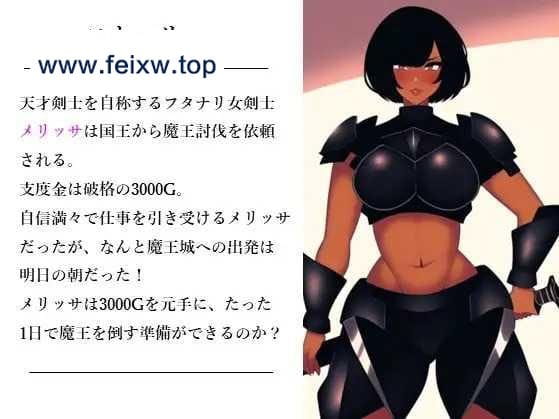 www.feixw.top
天才剣士を自称するフタナリ女剣士
メリッサは国王から魔王討伐を依頼
される。
支度金は破格の3000G。
自信満々で仕事を引き受けるメリッサ
だったが、なんと魔王城への出発は
明日の朝だった！
メリッサは3000Gを元手に、たった
1日で魔王を倒す準備ができるのか？